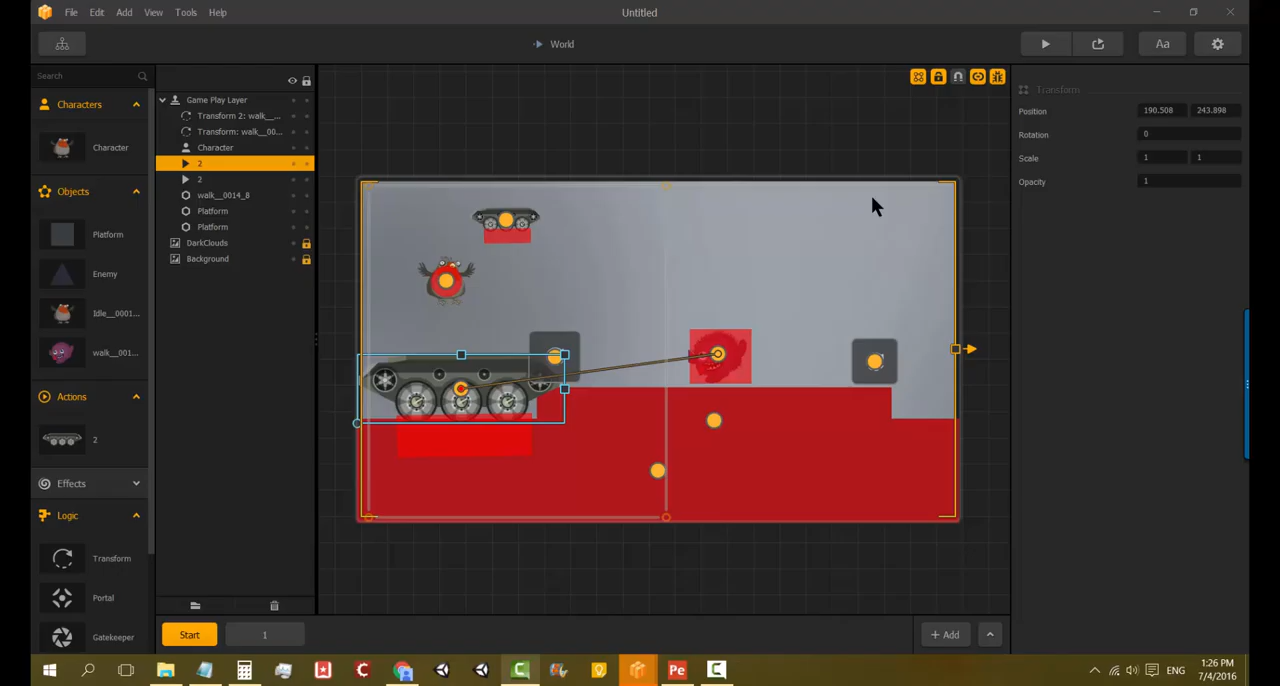 File Edit Add View Tools Help
Untitled
World
Aa
Search
Characters
Character
Objects
Platform
Enemy
Idle__0001...
walk__001...
Actions
2
Effects
Logic
Transform
Portal
Gatekeeper
Game Play Layer
Transform 2: walk__...
Transform: walk__00...
Character
2
2
walk__0014_8
Platform
Platform
DarkClouds
Background
Transform
Position 190.508 243.898
Rotation 0
Scale 1 1
Opacity 1
Start 1
+ Add
Pe
ENG
1:26 PM
7/4/2016